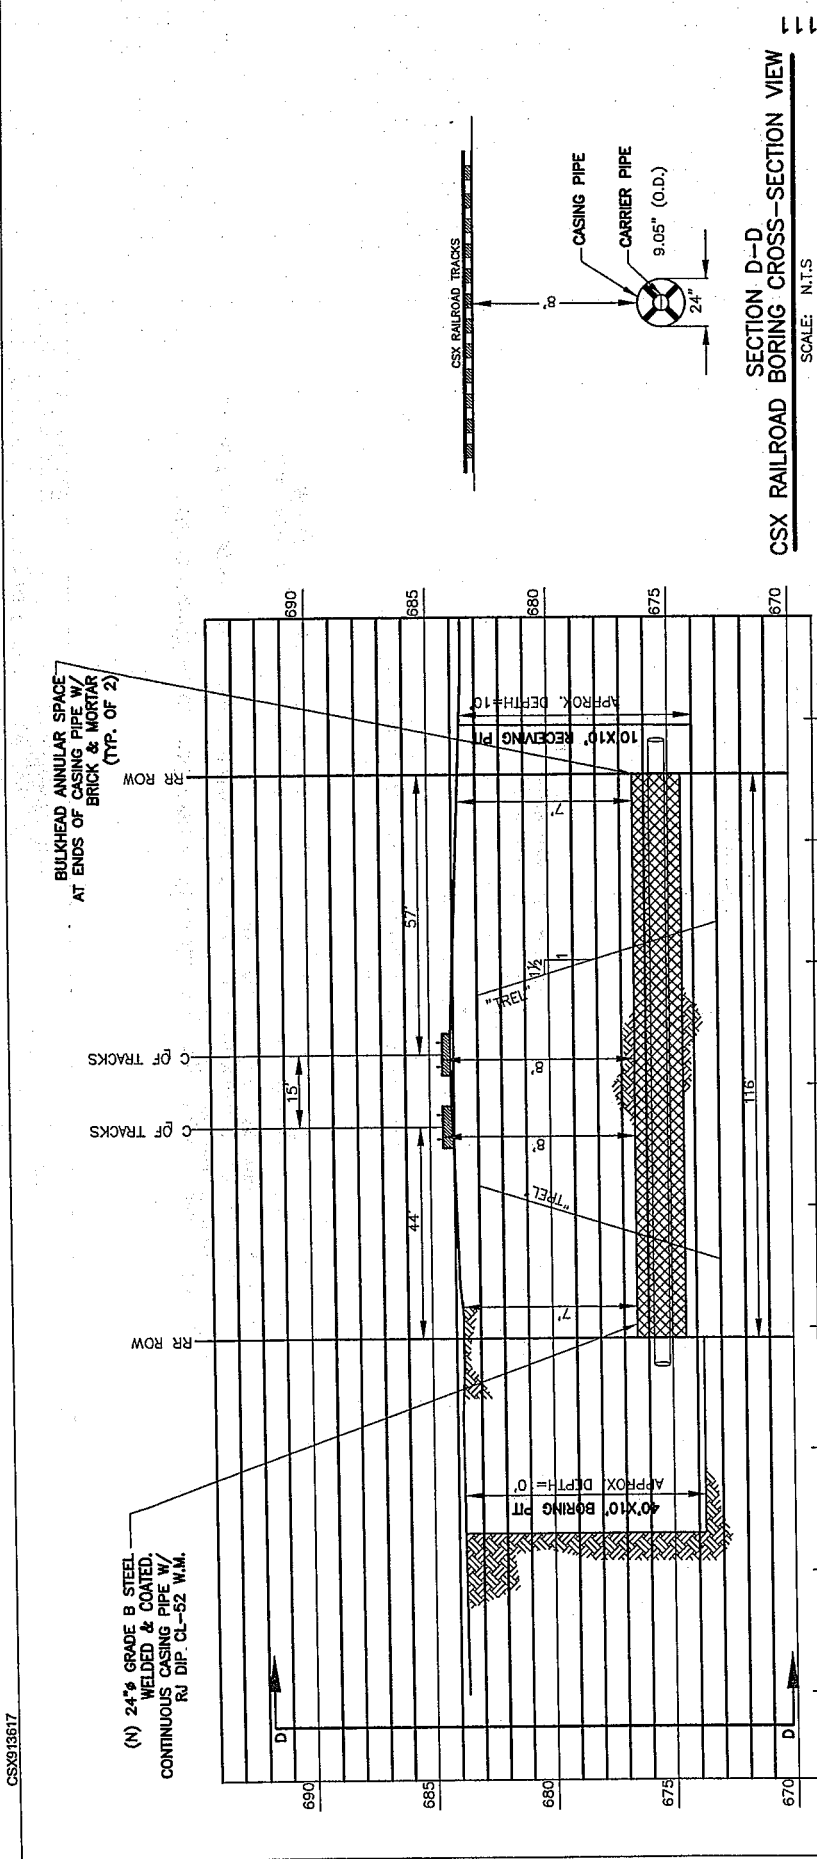 CSX913617
(N) 24"ø GRADE B STEEL
WELDED & COATED.
CONTINUOUS CASING PIPE W/
RJ DIP CL-52 W.M.
BULKHEAD ANNULAR SPACE
AT ENDS OF CASING PIPE W/
BRICK & MORTAR
(TYP. OF 2)
RR ROW
C OF TRACKS
C OF TRACKS
RR ROW
15'
44'
57'
690
685
680
675
670
690
685
680
675
670
D
D
40'X10' BORING PIT
APPROX. DEPTH=10'
10'X10' RECEIVING PIT
APPROX. DEPTH=10'
7'
8'
8'
7'
"TREL"
"TREL"
1½
1
116'
CSX RAILROAD TRACKS
8'
CASING PIPE
CARRIER PIPE
9.05" (O.D.)
24"
SECTION D-D
CSX RAILROAD BORING CROSS-SECTION VIEW
SCALE: N.T.S